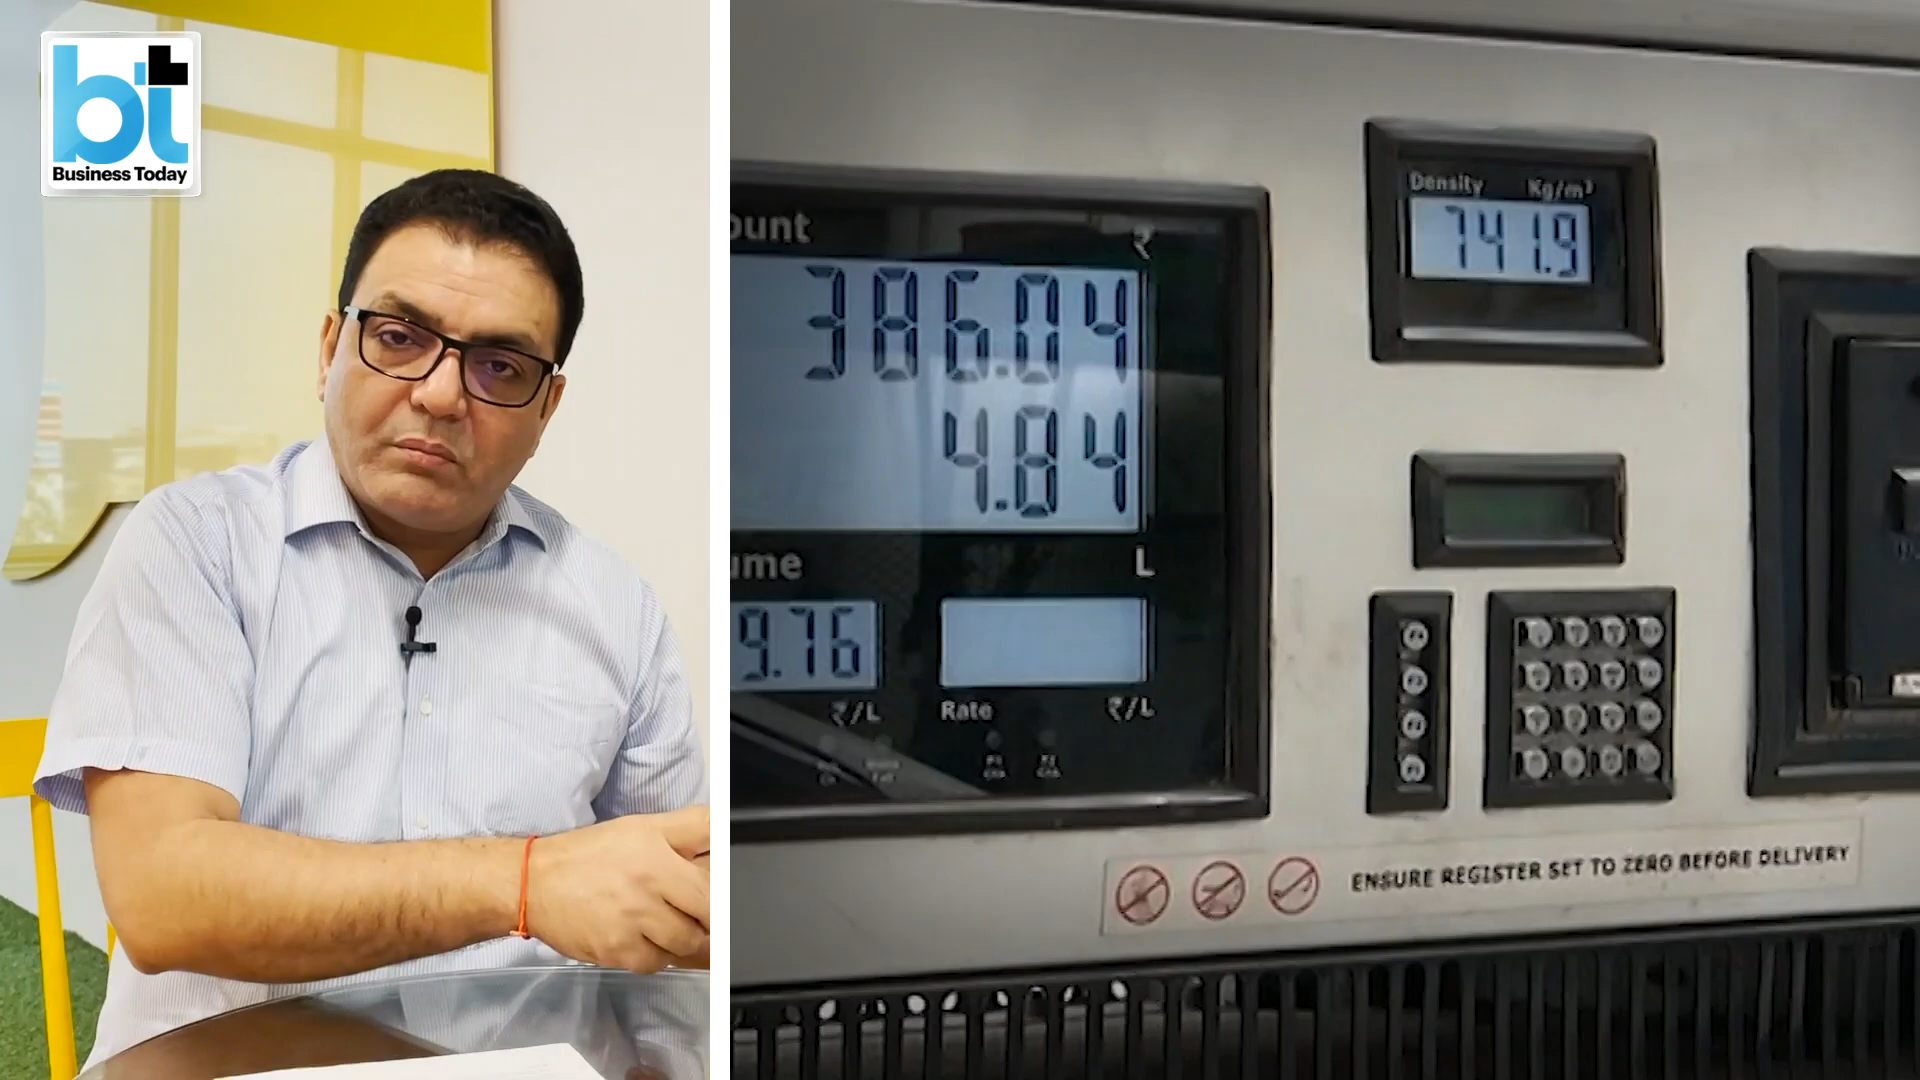 bt
Business Today
ount ₹
386.04
4.84
ume L
9.76
₹/L Rate ₹/L
Density Kg/m³
741.9
ENSURE REGISTER SET TO ZERO BEFORE DELIVERY